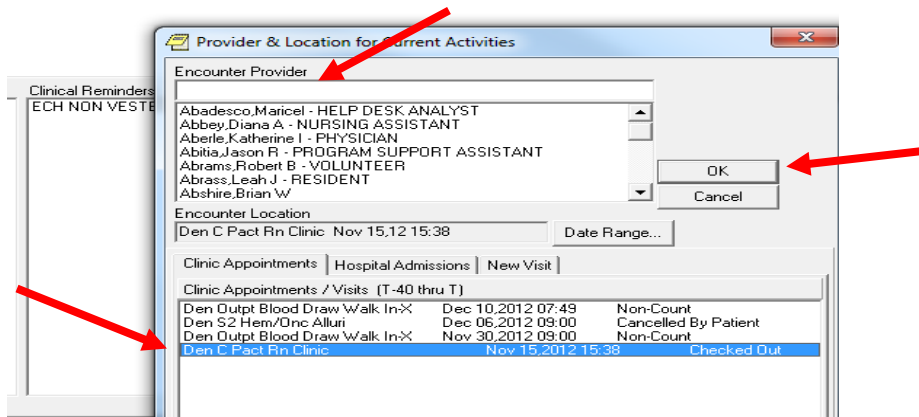 Provider & Location for Current Activities
Encounter Provider
Clinical Reminders
ECH NON VESTE
Abadesco,Maricel - HELP DESK ANALYST
Abbey,Diana A - NURSING ASSISTANT
Aberle,Katherine I - PHYSICIAN
Abitia,Jason R - PROGRAM SUPPORT ASSISTANT
Abrams,Robert B - VOLUNTEER
Abrass,Leah J - RESIDENT
Abshire,Brian W
OK
Cancel
Encounter Location
Den C Pact Rn Clinic Nov 15,12 15:38
Date Range...
Clinic Appointments Hospital Admissions New Visit
Clinic Appointments / Visits (T-40 thru T)
Den Outpt Blood Draw Walk In-X Dec 10,2012 07:49 Non-Count
Den S2 Hem/Onc Alluri Dec 06,2012 09:00 Cancelled By Patient
Den Outpt Blood Draw Walk In-X Nov 30,2012 09:00 Non-Count
Den C Pact Rn Clinic Nov 15,2012 15:38 Checked Out